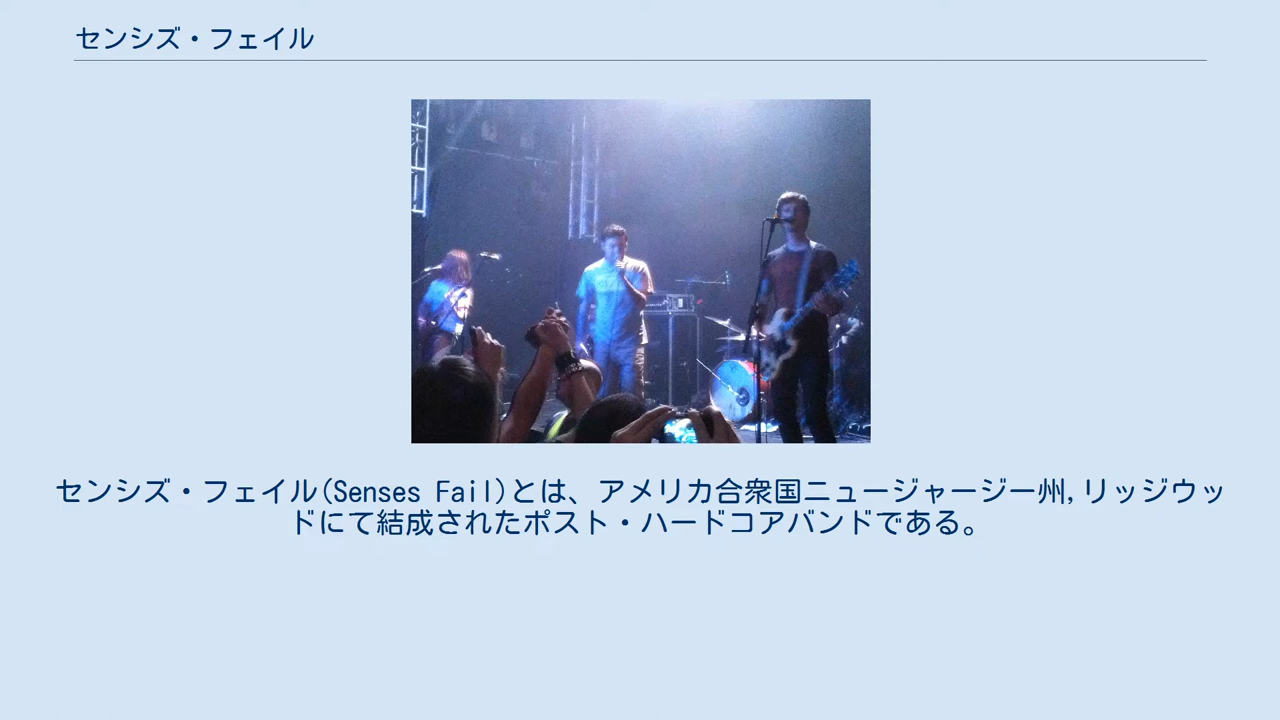 センシズ・フェイル
センシズ・フェイル(Senses Fail)とは、アメリカ合衆国ニュージャージー州,リッジウッ
ドにて結成されたポスト・ハードコアバンドである。